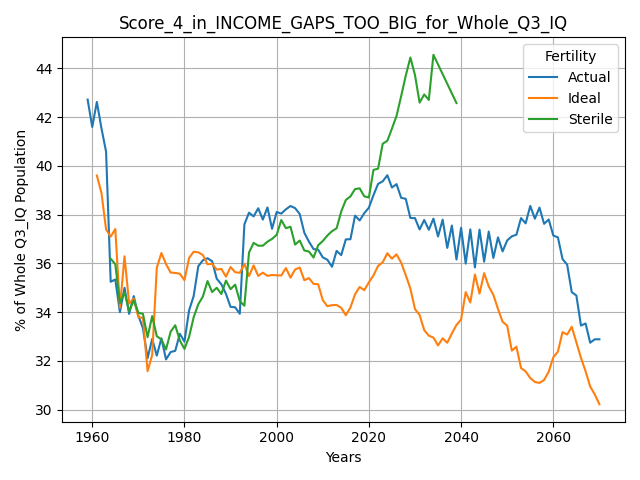 Score_4_in_INCOME_GAPS_TOO_BIG_for_Whole_Q3_IQ
Fertility
Actual
Ideal
Sterile
% of Whole Q3_IQ Population
44
42
40
38
36
34
32
30
1960
1980
2000
2020
2040
2060
Years